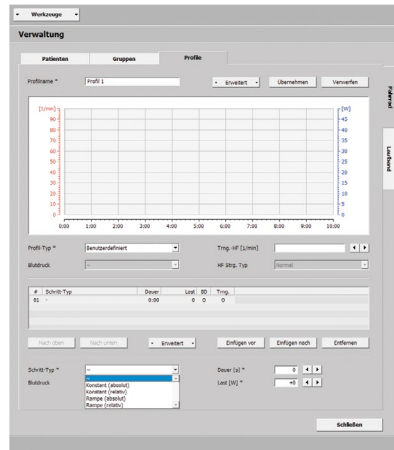 Werkzeuge
Verwaltung
Patienten Gruppen Profile
Profilname * Profil 1 Erweitert Übernehmen Verwerfen
Fahrrad
Laufband
[1/min] [W]
90 45
80 40
70 35
60 30
50 25
40 20
30 15
20 10
10 5
0 0
0:00 1:00 2:00 3:00 4:00 5:00 6:00 7:00 8:00 9:00 10:00
Profil-Typ * Benutzerdefiniert Trng.-HF [1/min]
Blutdruck -- HF Strg. Typ Normal
# Schritt-Typ Dauer Last BD Trng.
01 - 0:00 0 0 0
Nach oben Nach unten Erweitert Einfügen vor Einfügen nach Entfernen
Schritt-Typ * -- Dauer [s] * 0
Blutdruck -- Last [W] * +0
Konstant (absolut)
Konstant (relativ)
Rampe (absolut)
Rampe (relativ)
Schließen